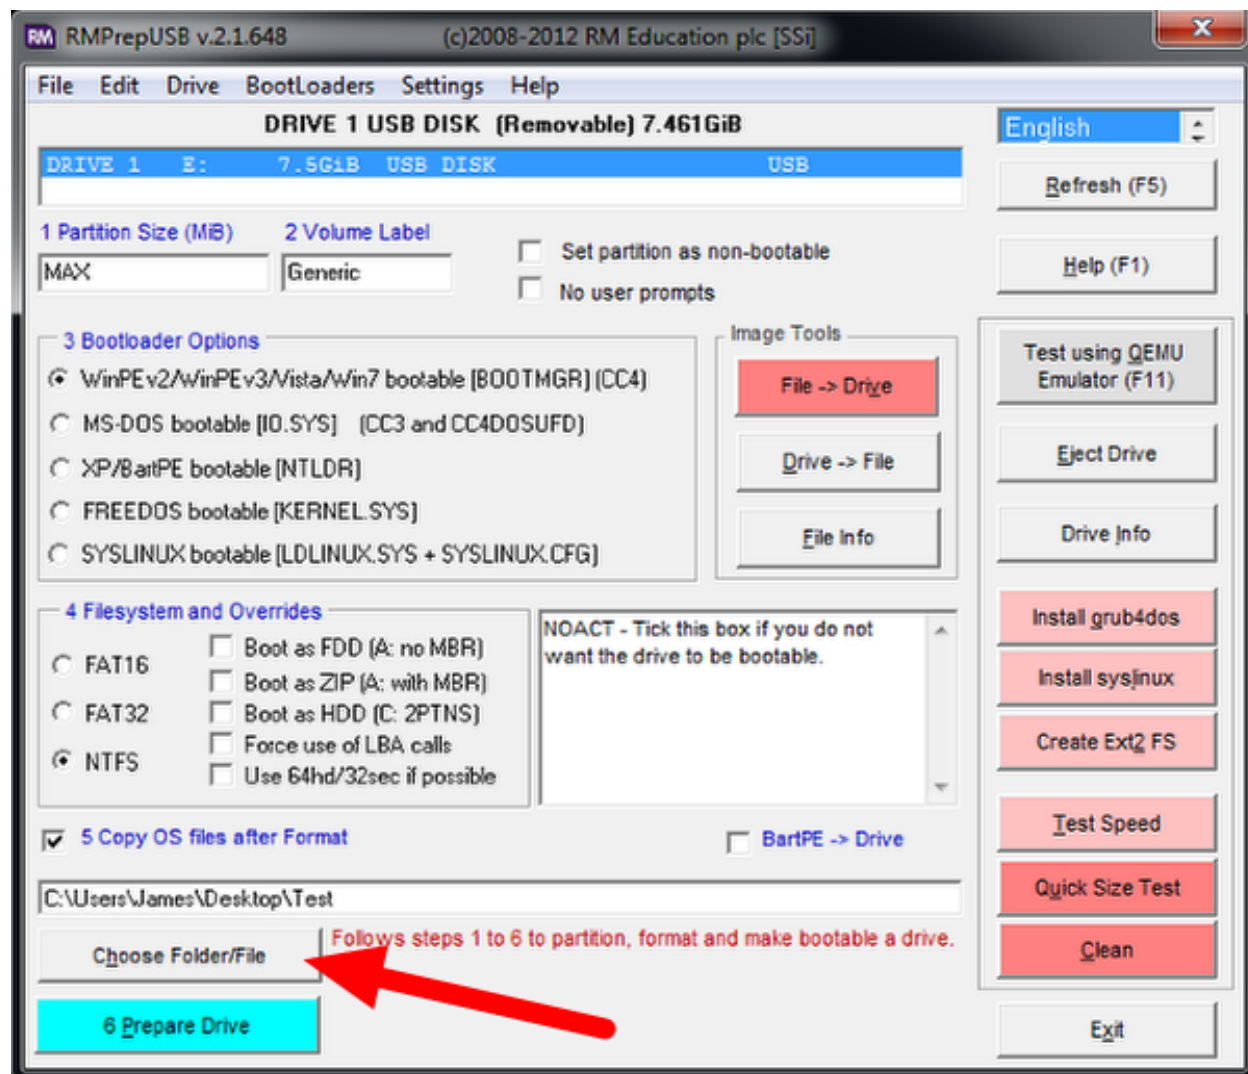 RM RMPrepUSB v.2.1.648 (c)2008-2012 RM Education plc [SSi] X
File Edit Drive BootLoaders Settings Help
DRIVE 1 USB DISK (Removable) 7.461GiB
English
DRIVE 1 E: 7.5GiB USB DISK USB
Refresh (F5)
1 Partition Size (MiB) 2 Volume Label
MAX Generic
Set partition as non-bootable
No user prompts
Help (F1)
3 Bootloader Options
WinPEv2/WinPEv3/Vista/Win7 bootable [BOOTMGR] (CC4)
MS-DOS bootable [IO.SYS] (CC3 and CC4DOSUFD)
XP/BartPE bootable [NTLDR]
FREEDOS bootable [KERNEL.SYS]
SYSLINUX bootable [LDLINUX.SYS + SYSLINUX.CFG]
Image Tools
File -> Drive
Drive -> File
File Info
Test using QEMU
Emulator (F11)
Eject Drive
Drive Info
4 Filesystem and Overrides
FAT16
FAT32
NTFS
Boot as FDD (A: no MBR)
Boot as ZIP (A: with MBR)
Boot as HDD (C: 2PTNS)
Force use of LBA calls
Use 64hd/32sec if possible
NOACT - Tick this box if you do not
want the drive to be bootable.
Install grub4dos
Install syslinux
Create Ext2 FS
Test Speed
Quick Size Test
Clean
5 Copy OS files after Format
BartPE -> Drive
C:\Users\James\Desktop\Test
Choose Folder/File
Follows steps 1 to 6 to partition, format and make bootable a drive.
6 Prepare Drive
Exit